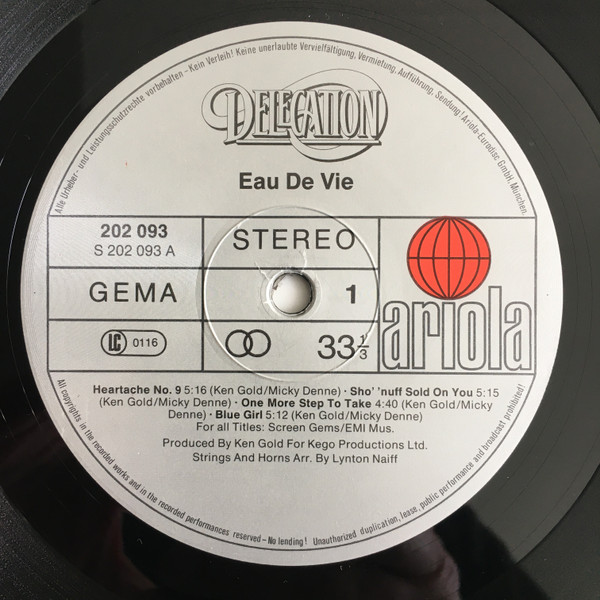 Alle Urheber- und Leistungsschutzrechte vorbehalten – Kein Verleih! Keine unerlaubte Vervielfältigung, Vermietung, Aufführung, Sendung! Ariola-Eurodisc GmbH, München.
DELEGATION
Eau De Vie
202 093
S 202 093 A
STEREO
GEMA
1
LC 0116
33 1/3
ariola
Heartache No. 9 5:16 (Ken Gold/Micky Denne) · Sho' 'nuff Sold On You 5:15
(Ken Gold/Micky Denne) · One More Step To Take 4:40 (Ken Gold/Micky
Denne) · Blue Girl 5:12 (Ken Gold/Micky Denne)
For all Titles: Screen Gems/EMI Mus.
Produced By Ken Gold For Kego Productions Ltd.
Strings And Horns Arr. By Lynton Naiff
All copyrights in the recorded works and in the recorded performances reserved – No lending! Unauthorized duplication, lease, public performance and broadcast prohibited!